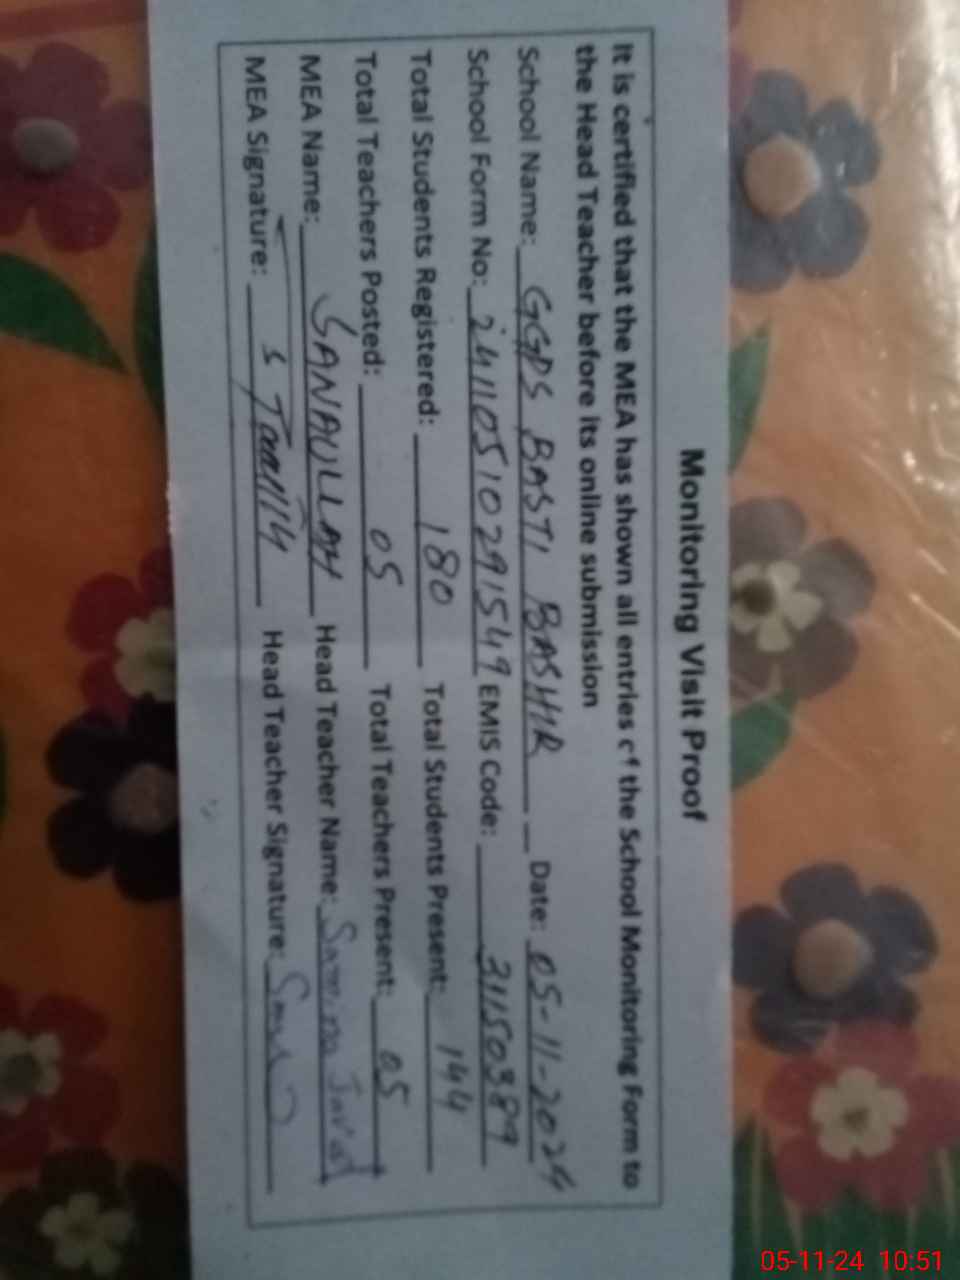 Monitoring Visit Proof
It is certified that the MEA has shown all entries of the School Monitoring Form to
the Head Teacher before its online submission
School Name: GGPS BASTI BASHIR Date: 05-11-2024
School Form No: 24110510291549 EMIS Code: 31150389
Total Students Registered: 180 Total Students Present: 144
Total Teachers Posted: 05 Total Teachers Present: 05
MEA Name: SANAULLAH Head Teacher Name: Samina Javed
MEA Signature: Head Teacher Signature:
05-11-24 10:51